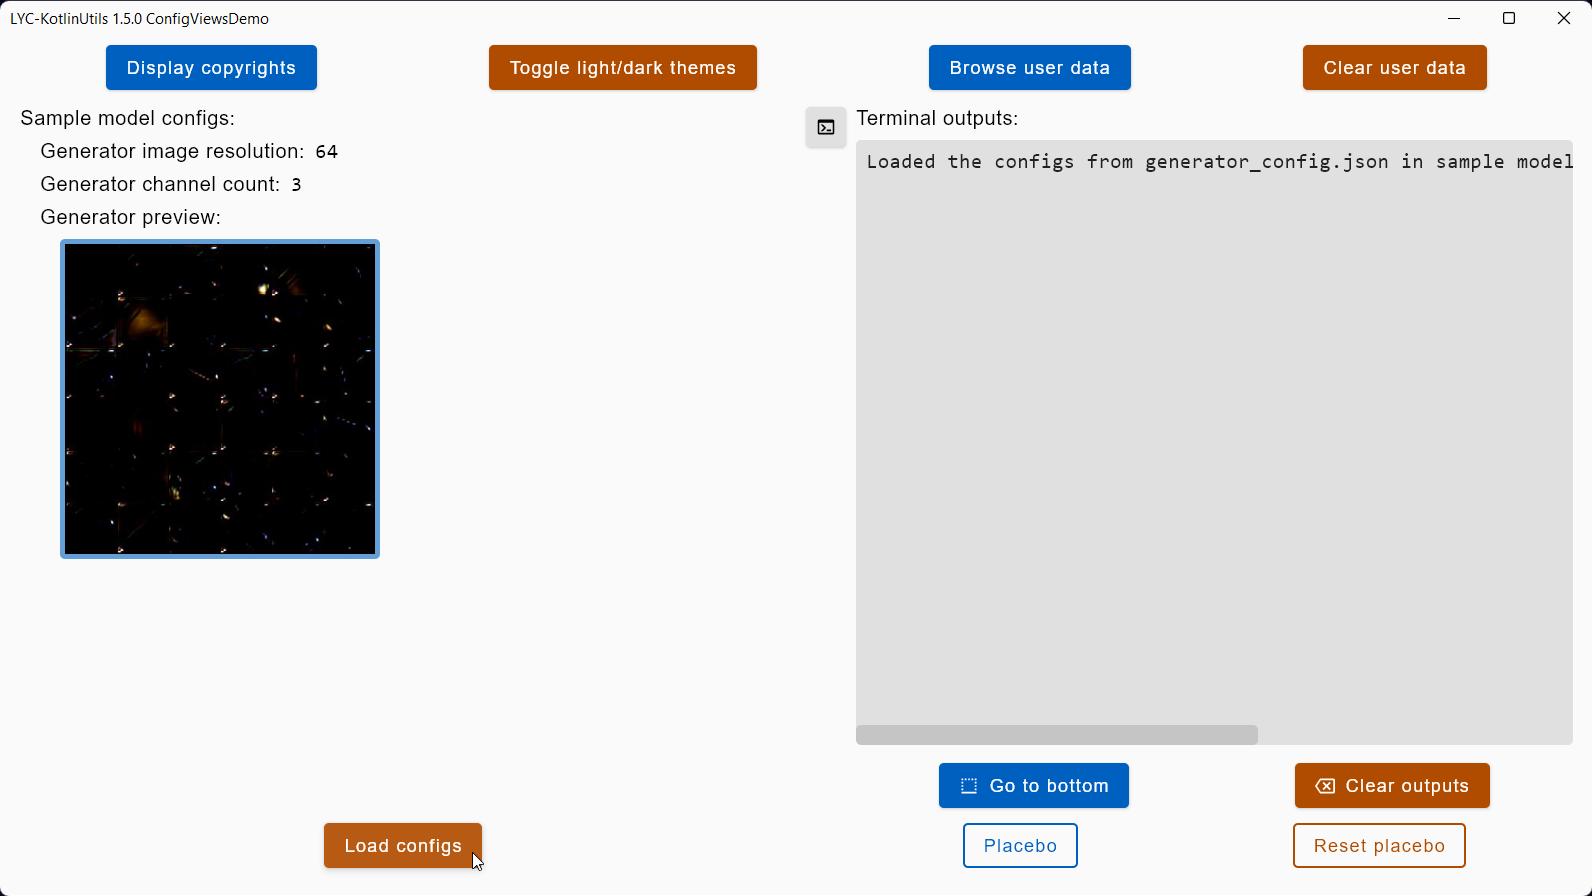 LYC-KotlinUtils 1.5.0 ConfigViewsDemo
Display copyrights
Toggle light/dark themes
Browse user data
Clear user data
Sample model configs:
Generator image resolution: 64
Generator channel count: 3
Generator preview:
Terminal outputs:
Loaded the configs from generator_config.json in sample model
Go to bottom
Clear outputs
Load configs
Placebo
Reset placebo